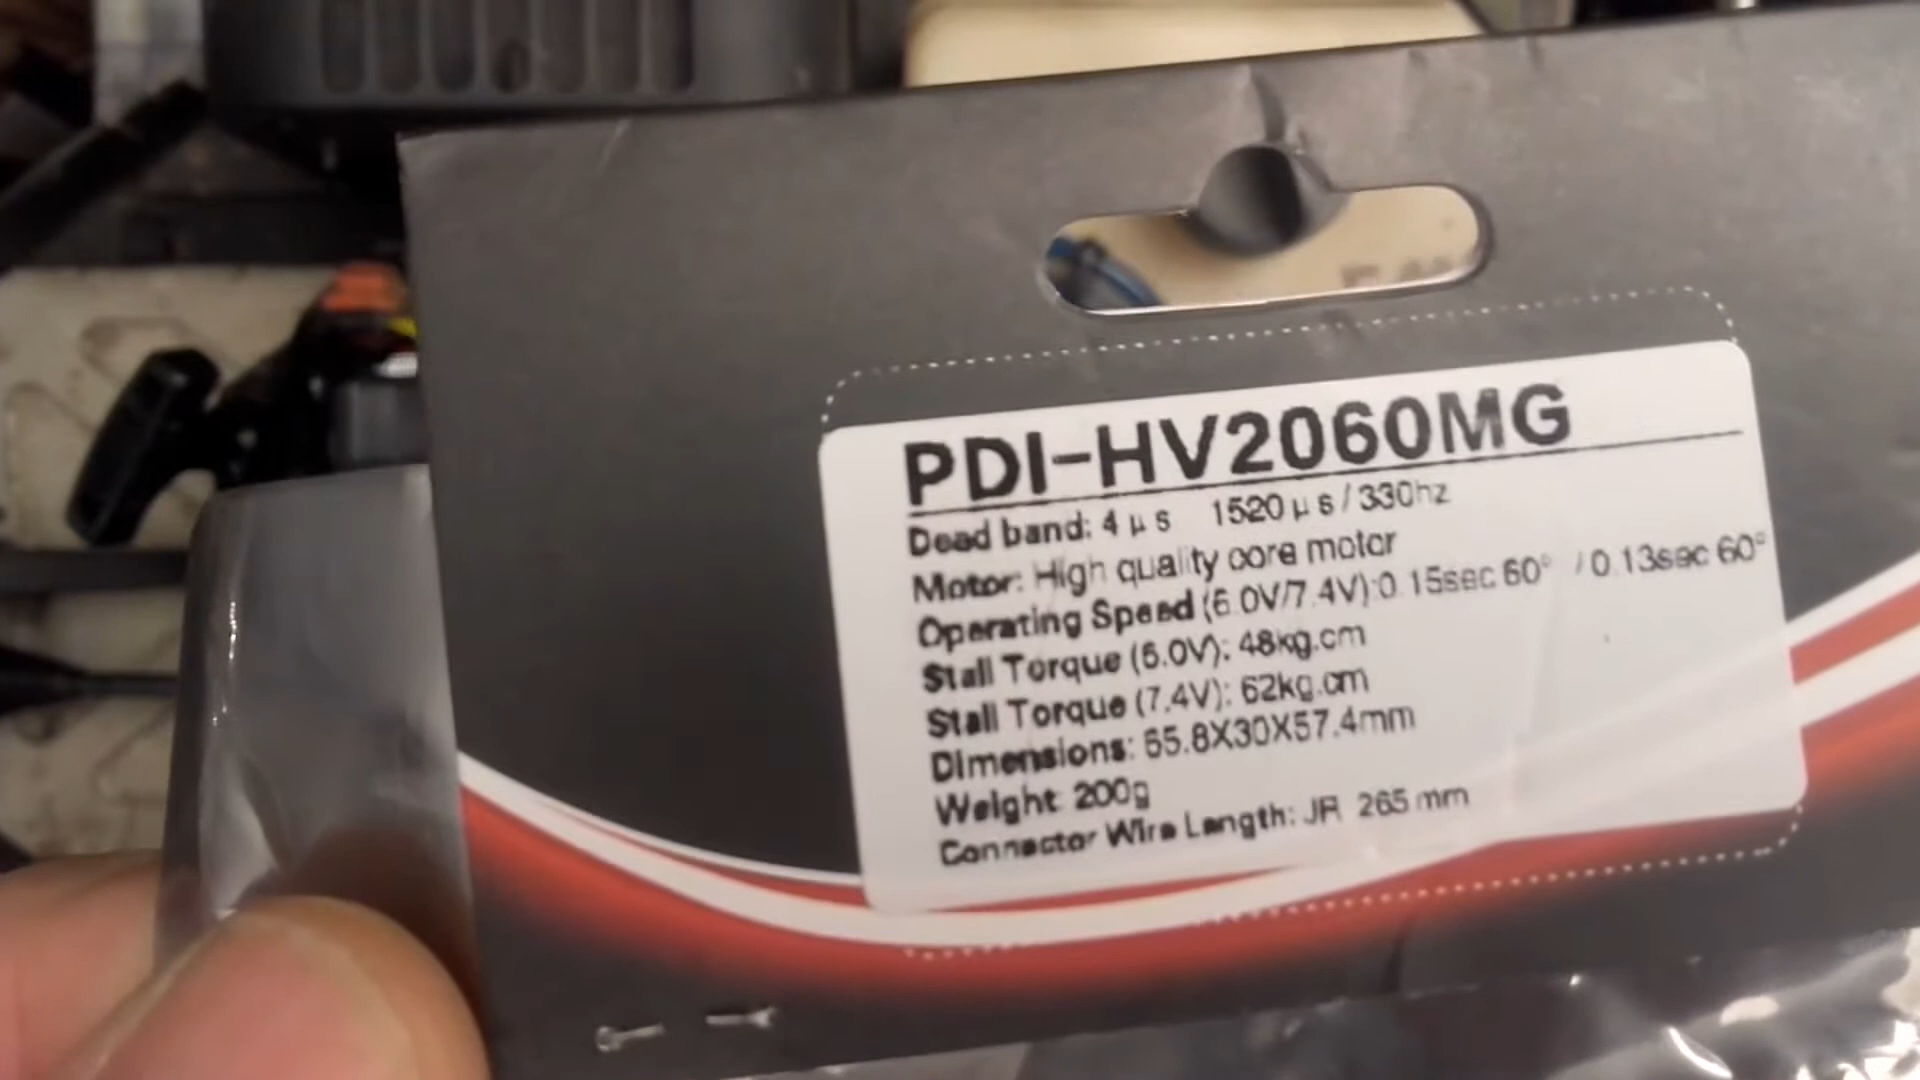 PDI-HV2060MG
Dead band: 4μs 1520μs/330hz
Motor: High quality core motor
Operating Speed (6.0V/7.4V):0.15sec 60° / 0.13sec 60°
Stall Torque (6.0V): 48kg.cm
Stall Torque (7.4V): 62kg.cm
Dimensions: 65.8X30X57.4mm
Weight: 200g
Connector Wire Length: JR 265 mm